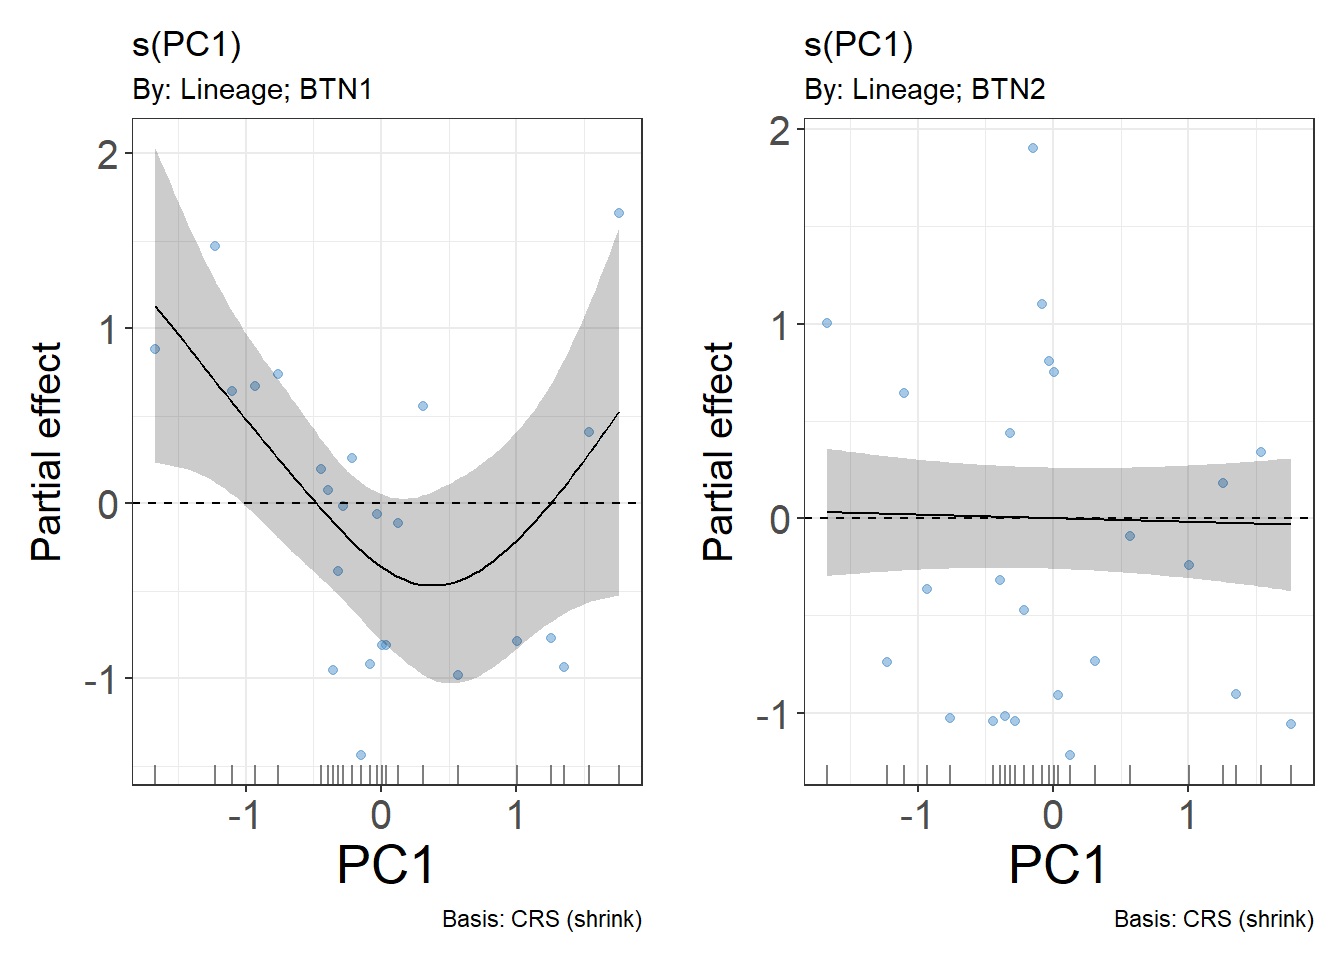 s(PC1)
By: Lineage; BTN1
2
1
0
-1
Partial effect
-1 0 1
PC1
Basis: CRS (shrink)
s(PC1)
By: Lineage; BTN2
2
1
0
-1
Partial effect
-1 0 1
PC1
Basis: CRS (shrink)